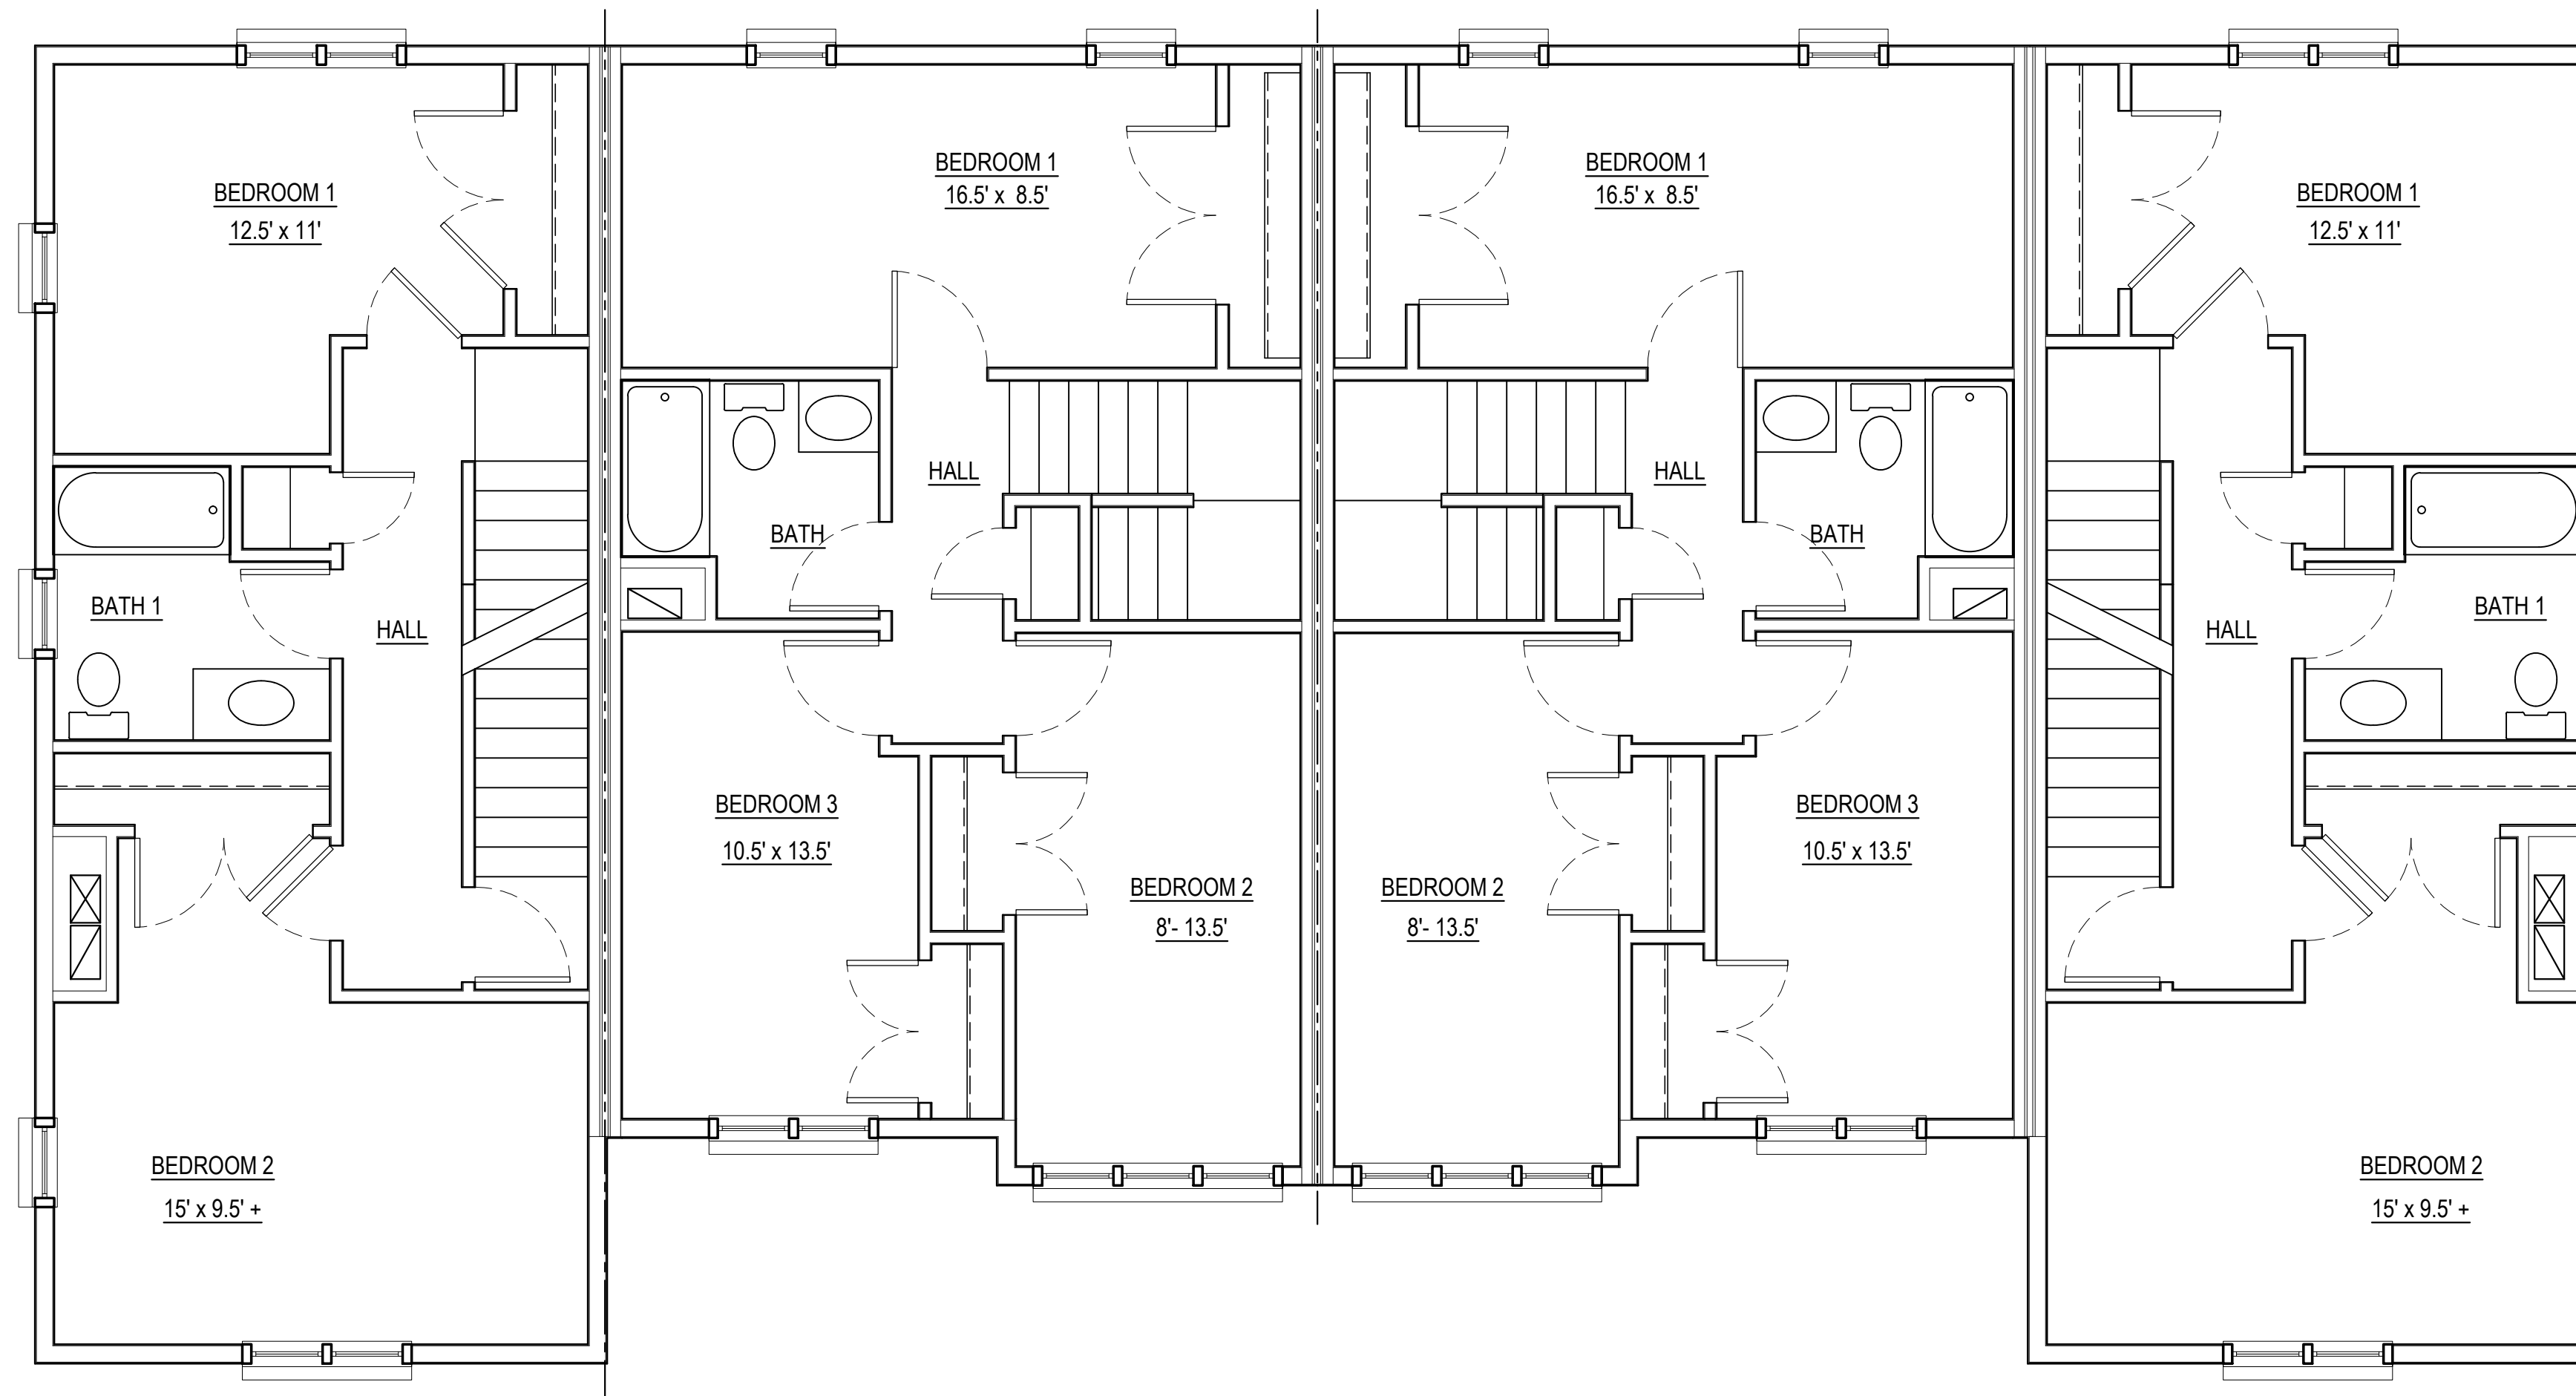 BEDROOM 1
12.5' x 11'
BATH 1
HALL
BEDROOM 2
15' x 9.5' +
BEDROOM 1
16.5' x 8.5'
HALL
BATH
BEDROOM 3
10.5' x 13.5'
BEDROOM 2
8'- 13.5'
BEDROOM 1
16.5' x 8.5'
HALL
BATH
BEDROOM 2
8'- 13.5'
BEDROOM 3
10.5' x 13.5'
BEDROOM 1
12.5' x 11'
HALL
BATH 1
BEDROOM 2
15' x 9.5' +